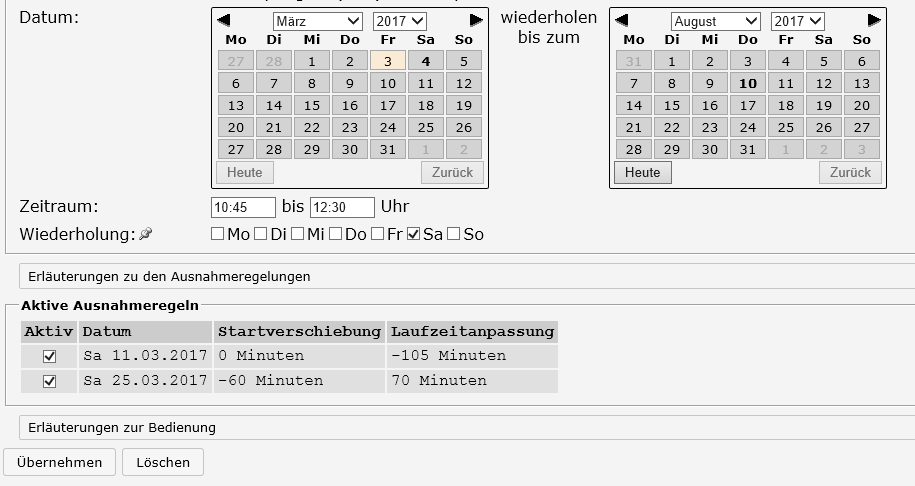 Datum:
März 2017
Mo Di Mi Do Fr Sa So
27 28 1 2 3 4 5
6 7 8 9 10 11 12
13 14 15 16 17 18 19
20 21 22 23 24 25 26
27 28 29 30 31 1 2
Heute Zurück
wiederholen
bis zum
August 2017
Mo Di Mi Do Fr Sa So
31 1 2 3 4 5 6
7 8 9 10 11 12 13
14 15 16 17 18 19 20
21 22 23 24 25 26 27
28 29 30 31 1 2 3
Heute Zurück
Zeitraum: 10:45 bis 12:30 Uhr
Wiederholung: Mo Di Mi Do Fr Sa So
Erläuterungen zu den Ausnahmeregelungen
Aktive Ausnahmeregeln
Aktiv Datum Startverschiebung Laufzeitanpassung
Sa 11.03.2017 0 Minuten -105 Minuten
Sa 25.03.2017 -60 Minuten 70 Minuten
Erläuterungen zur Bedienung
Übernehmen Löschen